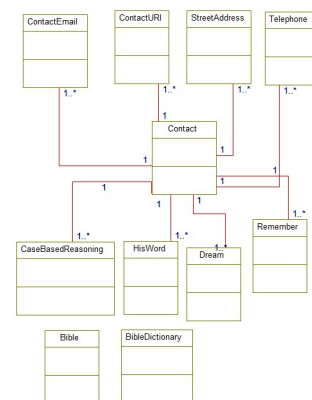 ContactEmail
ContactURI
StreetAddress
Telephone
1..*
1..*
1..*
1..*
1
Contact
1
1
1
1
1
1
1
1..*
1..*
1..*
1..*
CaseBasedReasoning
HisWord
Dream
Remember
Bible
BibleDictionary